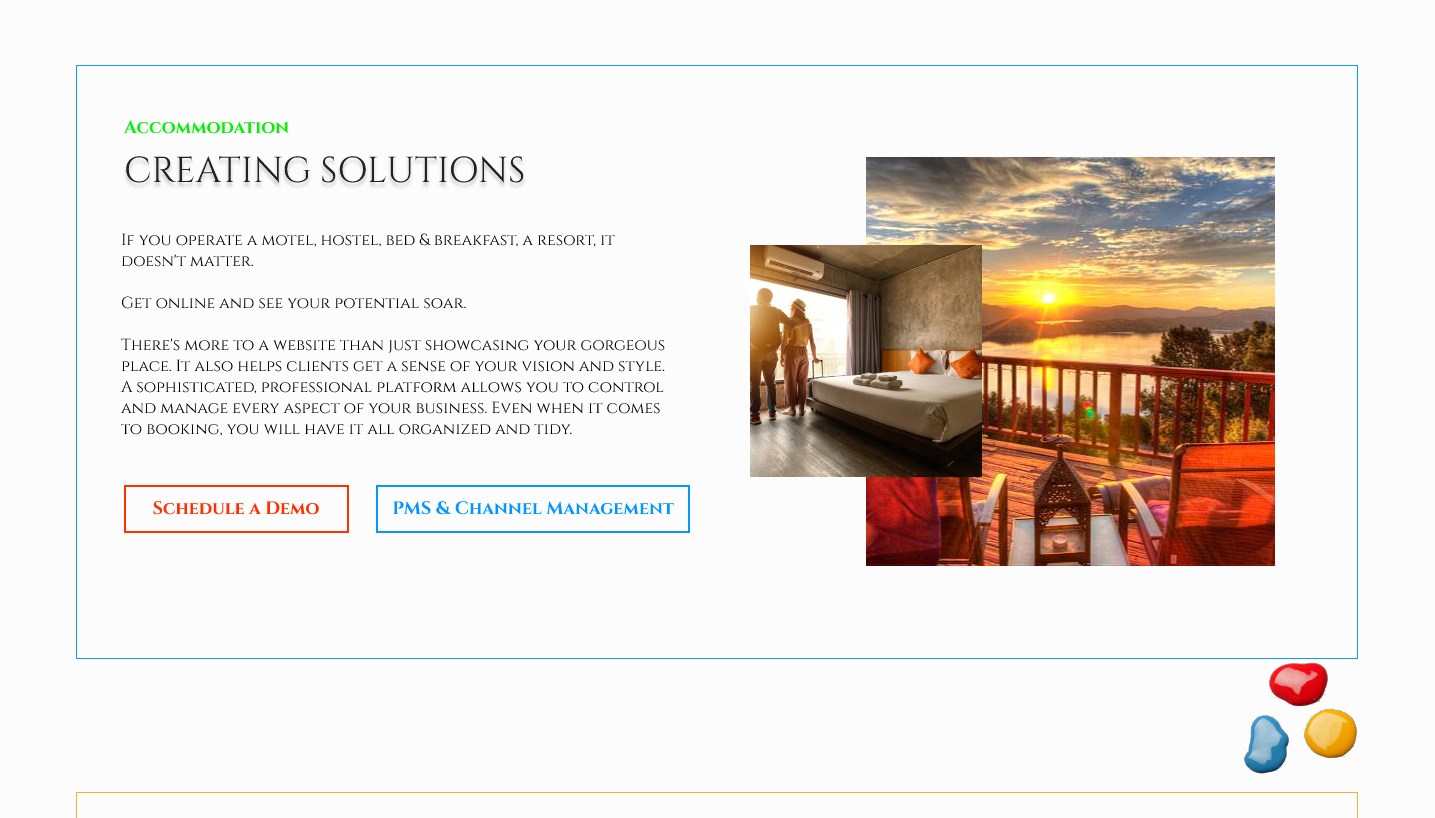 Accommodation
CREATING SOLUTIONS
If you operate a motel, hostel, bed & breakfast, a resort, it
doesn't matter.
Get online and see your potential soar.
There's more to a website than just showcasing your gorgeous
place. It also helps clients get a sense of your vision and style.
A sophisticated, professional platform allows you to control
and manage every aspect of your business. Even when it comes
to booking, you will have it all organized and tidy.
Schedule a Demo
PMS & Channel Management